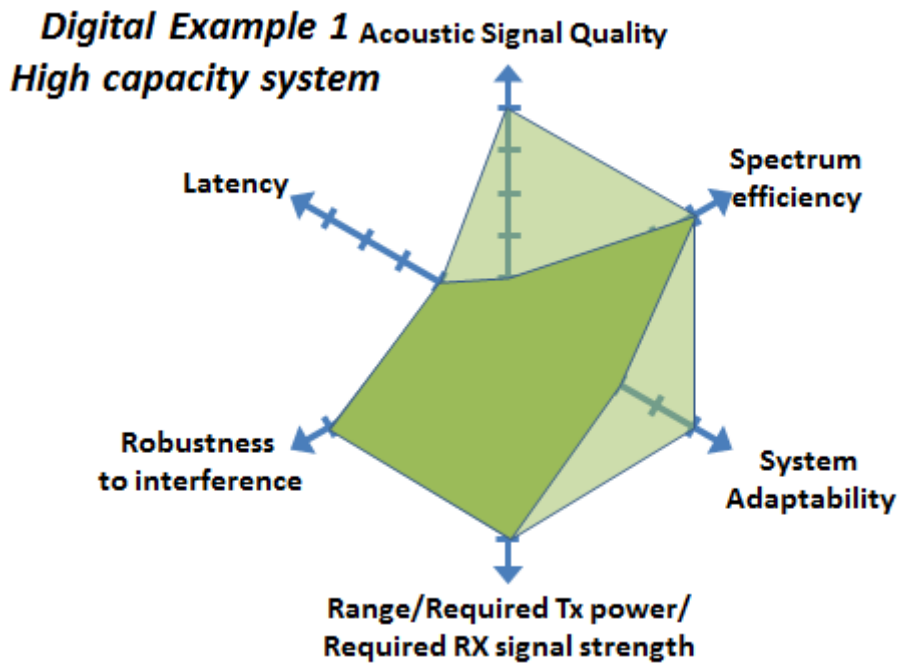 Digital Example 1
High capacity system
Acoustic Signal Quality
Spectrum
efficiency
Latency
Robustness
to interference
System
Adaptability
Range/Required Tx power/
Required RX signal strength